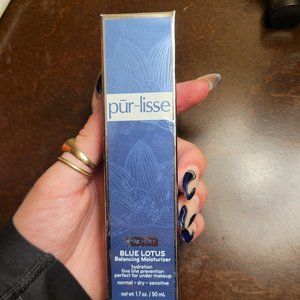 pūr~lisse
BLUE LOTUS
Balancing Moisturizer
hydration
fine line prevention
perfect for under makeup
normal - dry - sensitive
net wt 1.7 oz. / 50 mL